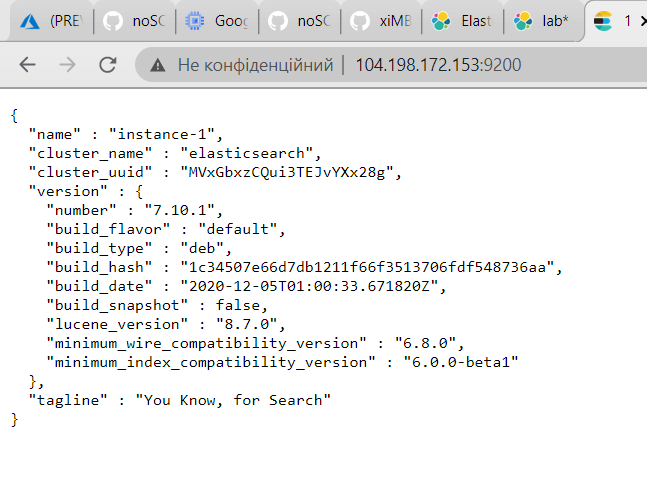 (PREV noSC Goog noSC xiME Elast lab* 1
Не конфіденційний | 104.198.172.153:9200
{
"name" : "instance-1",
"cluster_name" : "elasticsearch",
"cluster_uuid" : "MVxGbxzCQui3TEJvYXx28g",
"version" : {
"number" : "7.10.1",
"build_flavor" : "default",
"build_type" : "deb",
"build_hash" : "1c34507e66d7db1211f66f3513706fdf548736aa",
"build_date" : "2020-12-05T01:00:33.671820Z",
"build_snapshot" : false,
"lucene_version" : "8.7.0",
"minimum_wire_compatibility_version" : "6.8.0",
"minimum_index_compatibility_version" : "6.0.0-beta1"
},
"tagline" : "You Know, for Search"
}